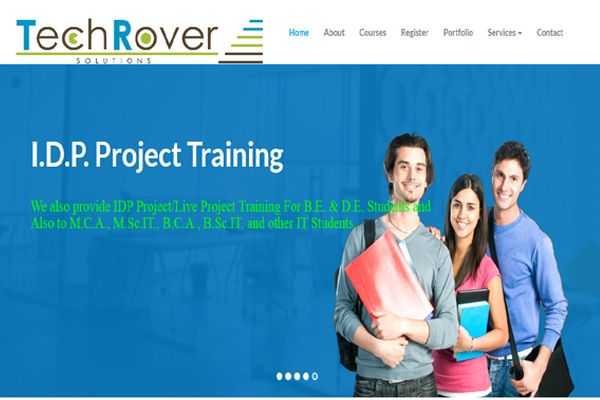 TechRover
SOLUTIONS
Home About Courses Register Portfolio Services Contact
I.D.P. Project Training
We also provide IDP Project/Live Project Training For B.E. & D.E. Students and
Also to M.C.A., M.Sc.IT., B.C.A., B.Sc.IT. and other IT Students